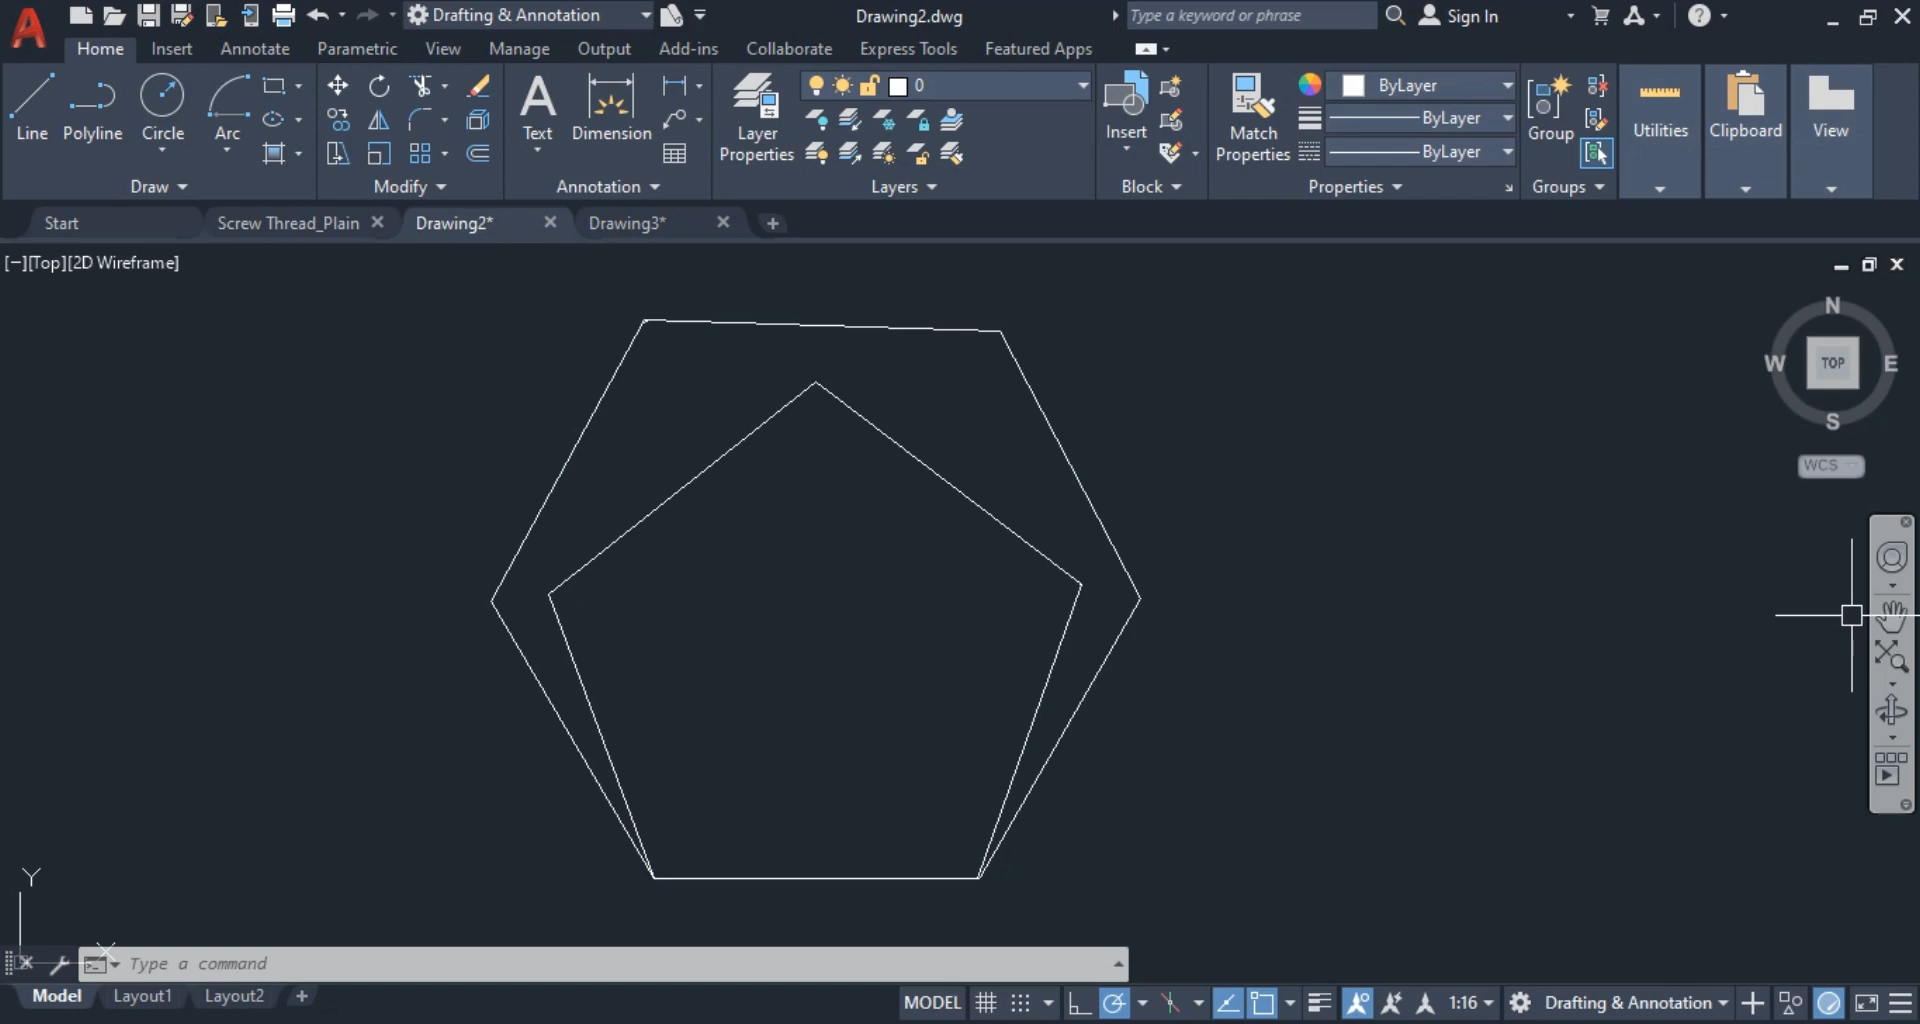 Drafting & Annotation
Drawing2.dwg
Type a keyword or phrase
Sign In
Home
Insert
Annotate
Parametric
View
Manage
Output
Add-ins
Collaborate
Express Tools
Featured Apps
Line
Polyline
Circle
Arc
Draw
Modify
A
Text
Dimension
Annotation
Layer Properties
0
Layers
Insert
Block
Match Properties
ByLayer
ByLayer
ByLayer
Properties
Group
Groups
Utilities
Clipboard
View
Start
Screw Thread_Plain
Drawing2*
Drawing3*
[−][Top][2D Wireframe]
N
W
TOP
E
S
WCS
Y
X
Type a command
Model
Layout1
Layout2
MODEL
1:16
Drafting & Annotation